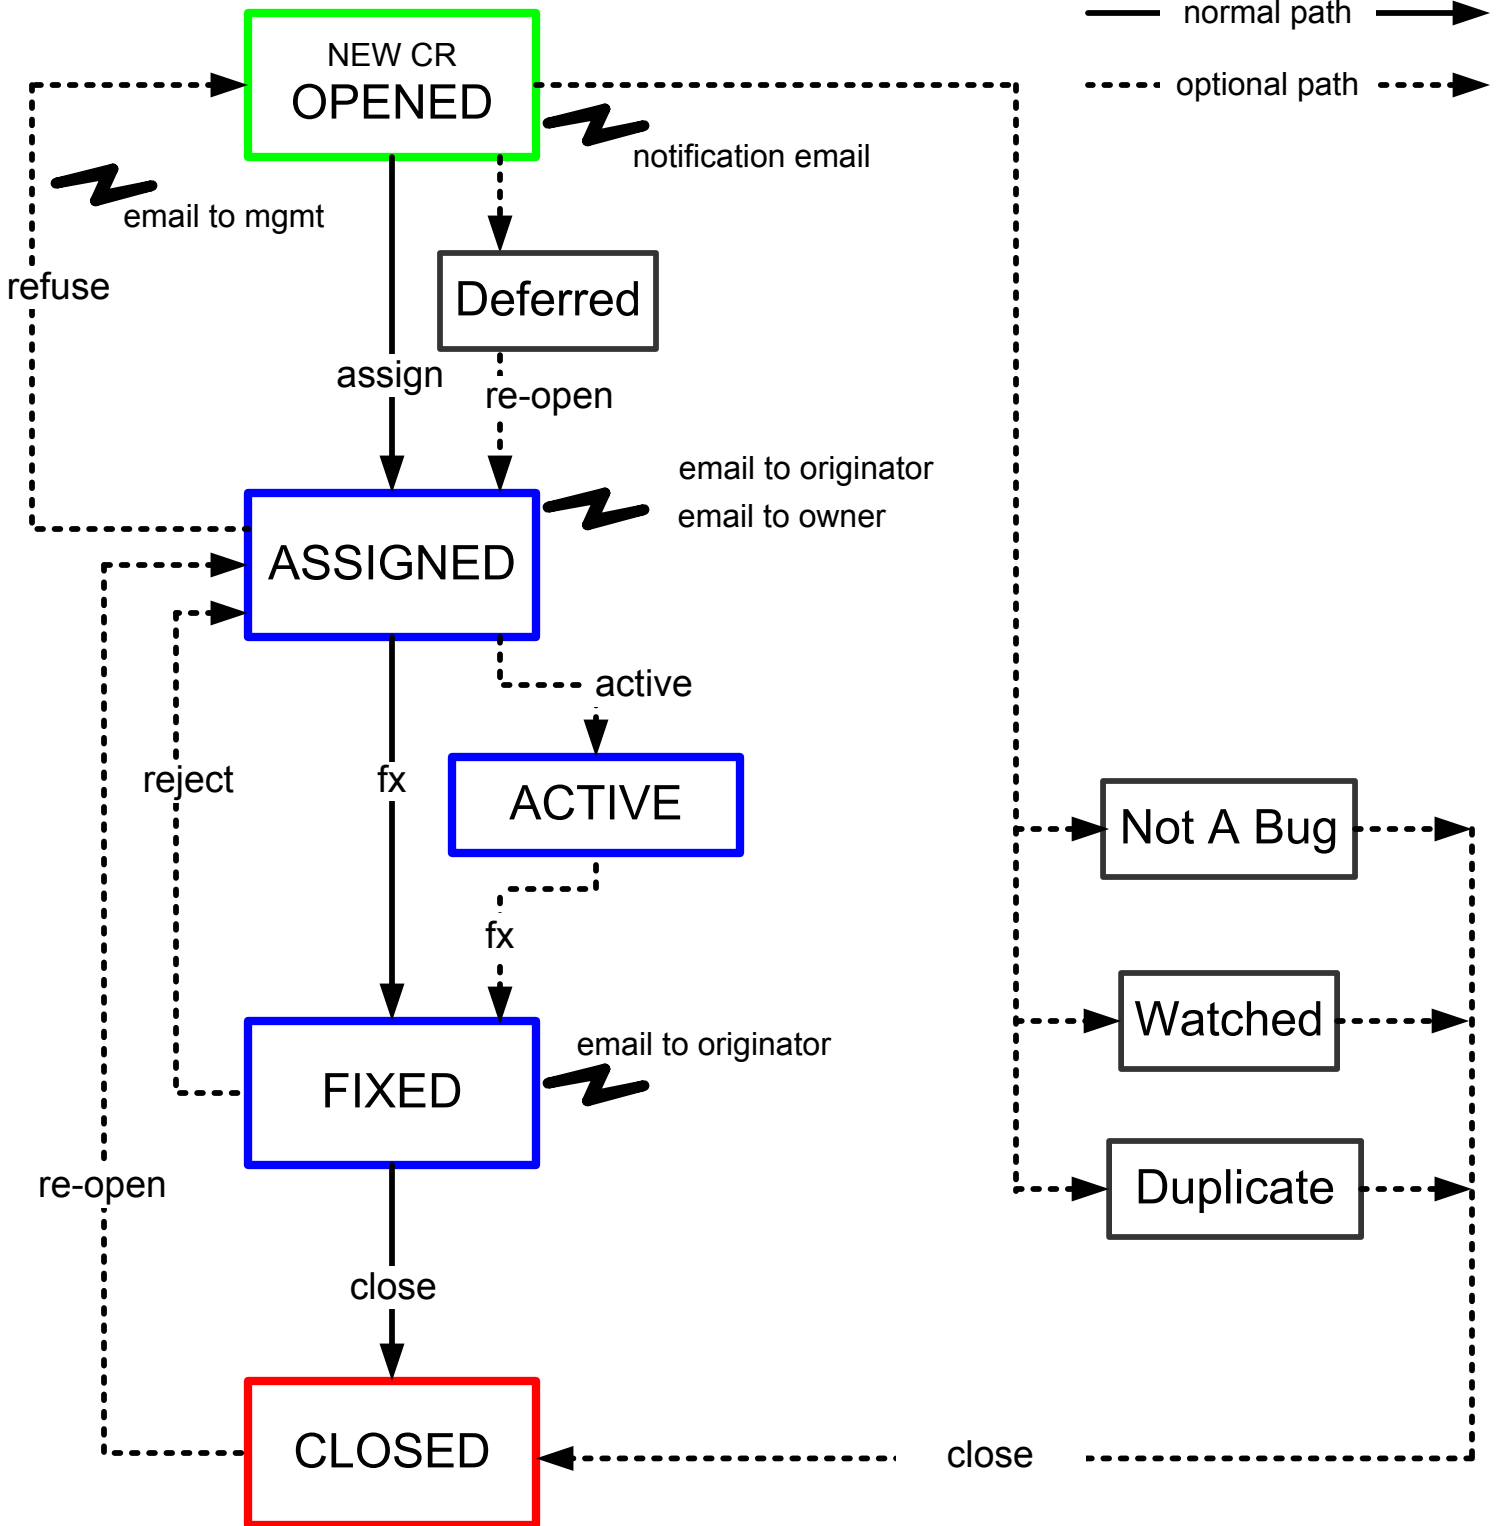 normal path
NEW CR
OPENED
optional path
notification email
email to mgmt
refuse
Deferred
assign
re-open
email to originator
email to owner
ASSIGNED
active
reject
fx
ACTIVE
Not A Bug
fx
Watched
email to originator
FIXED
re-open
Duplicate
close
CLOSED
close